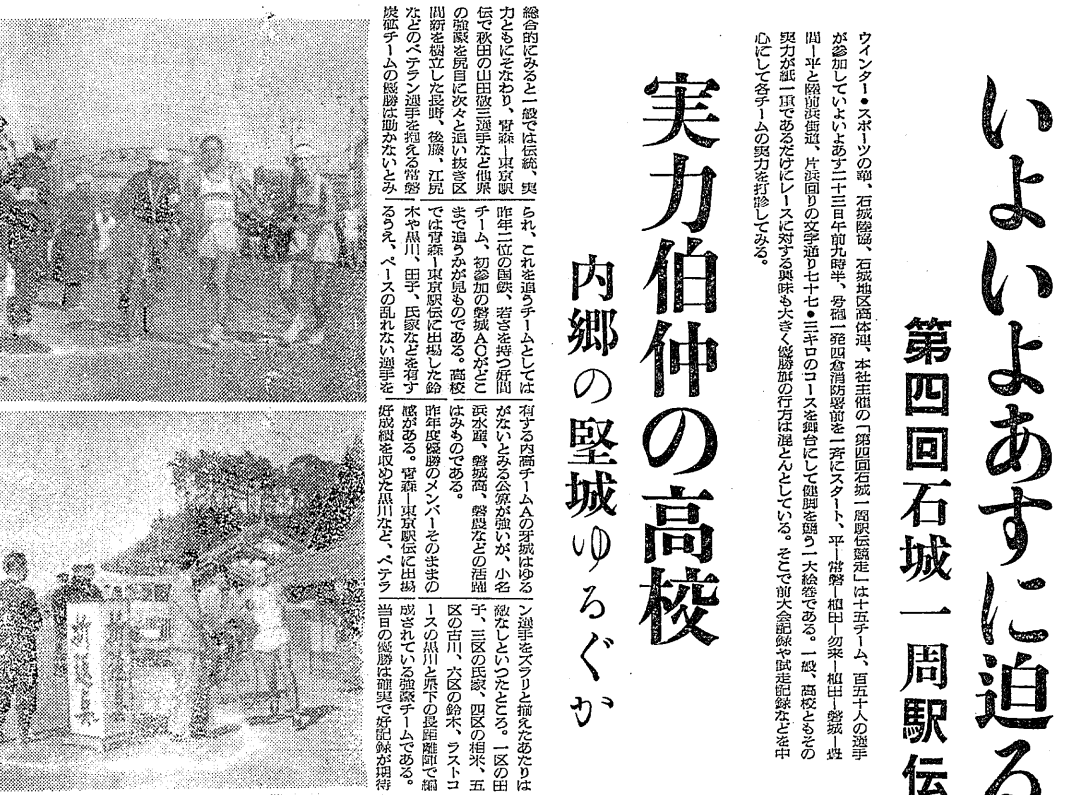 いよいよあすに迫る
第四回石城一周駅伝
ウインター・スポーツの華、石城陸協、石城地区高体連、本社主催の「第四回石城一周駅伝競走」は十五チーム、百五十人の選手
が参加していよいよあす二十三日午前九時半、号砲一発四倉消防署前を一斉にスタート、平―常磐―植田―勿来―植田―磐城―豊
間―平と陸前浜街道、片浜回りの文字通り七十七・三キロのコースを舞台にして健脚を競う一大絵巻である。一般、高校ともその
実力が紙一重であるだけにレースに対する興味も大きく優勝旗の行方は混とんとしている。そこで前大会記録や試走記録などを中
心にして各チームの実力を打診してみる。
実力伯仲の高校
内郷の堅城ゆるぐか
総合的にみると一般では伝統、実
力ともにそなわり、青森―東京駅
伝で秋田の山田敬三選手など他県
の強豪を尻目に次々と追い抜き区
間新を樹立した長野、後藤、江尻
などのベテラン選手を抱える常磐
炭砿チームの優勝は動かないとみ
られ、これを追うチームとしては
昨年二位の国鉄、若さを持つ好間
チーム、初参加の磐城ACがどこ
まで追うかが見ものである。高校
では青森―東京駅伝に出場した鈴
木や黒川、田子、氏家などを有す
るうえ、ペースの乱れない選手を
有する内高チームAの牙城はゆる
がないとみる公算が強いが、小名
浜水産、磐城高、磐農などの活躍
はみものである。
昨年度優勝のメンバーそのままの
感がある。青森―東京駅伝に出場
好成績を収めた黒川など、ベテラ
ン選手をズラリと揃えたあたりは
敵なしといつたところ。一区の田
子、三区の氏家、四区の相米、五
区の古川、六区の鈴木、ラストコ
ースの黒川と県下の長距離陣で編
成されている強豪チームである。
当日の優勝は確実で好記録が期待